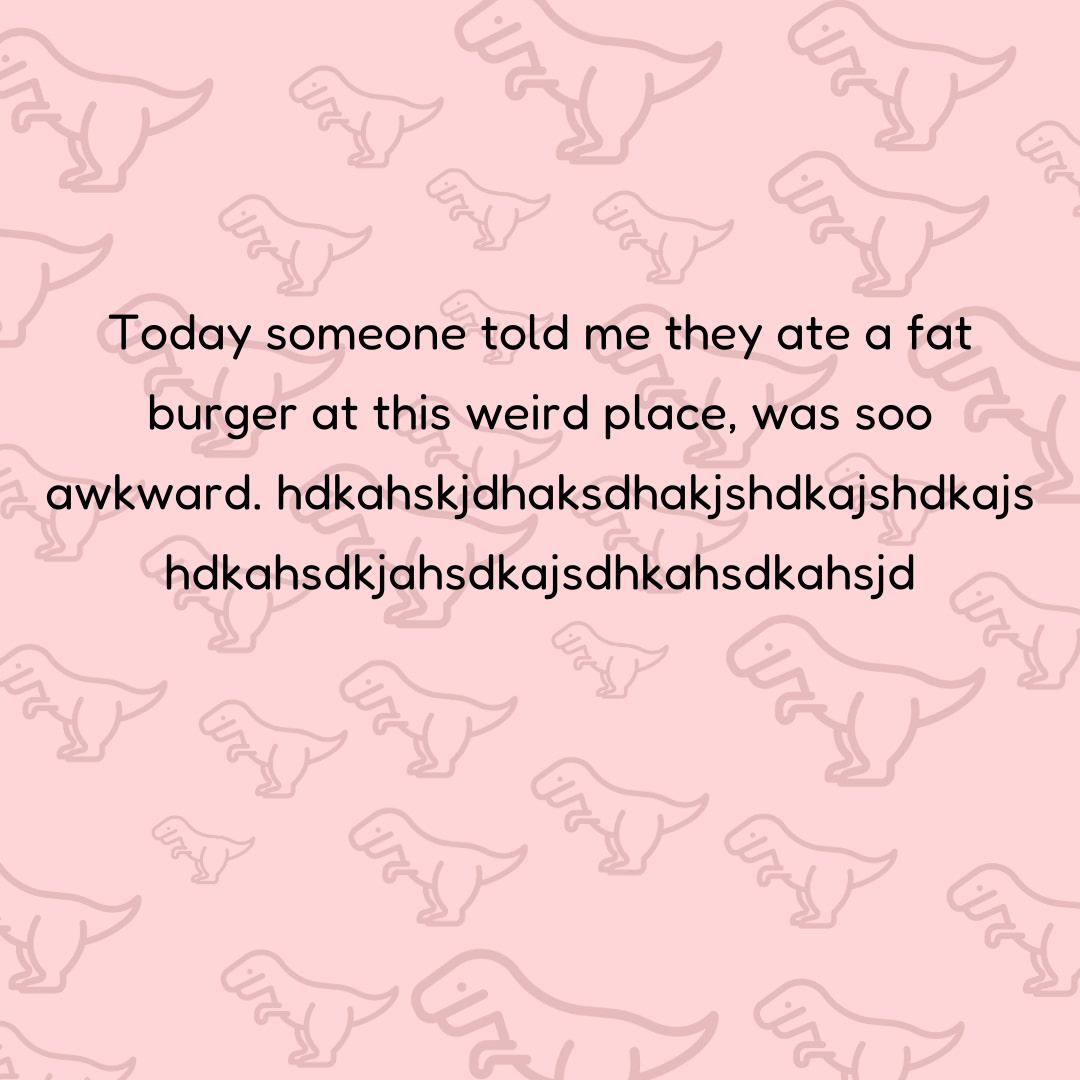 Today someone told me they ate a fat
burger at this weird place, was soo
awkward. hdkahskjdhaksdhakjshdkajshdkajs
hdkahsdkjahsdkajsdhkahsdkahsjd